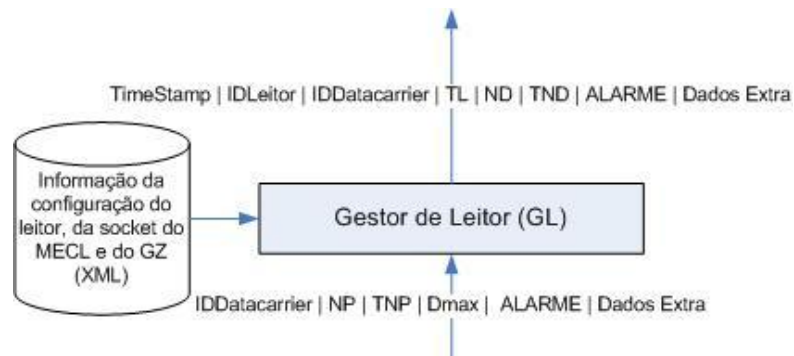 TimeStamp | IDLeitor | IDDatacarrier | TL | ND | TND | ALARME | Dados Extra
Informação da
configuração do
leitor, da socket do
MECL e do GZ
(XML)
Gestor de Leitor (GL)
IDDatacarrier | NP | TNP | Dmax | ALARME | Dados Extra